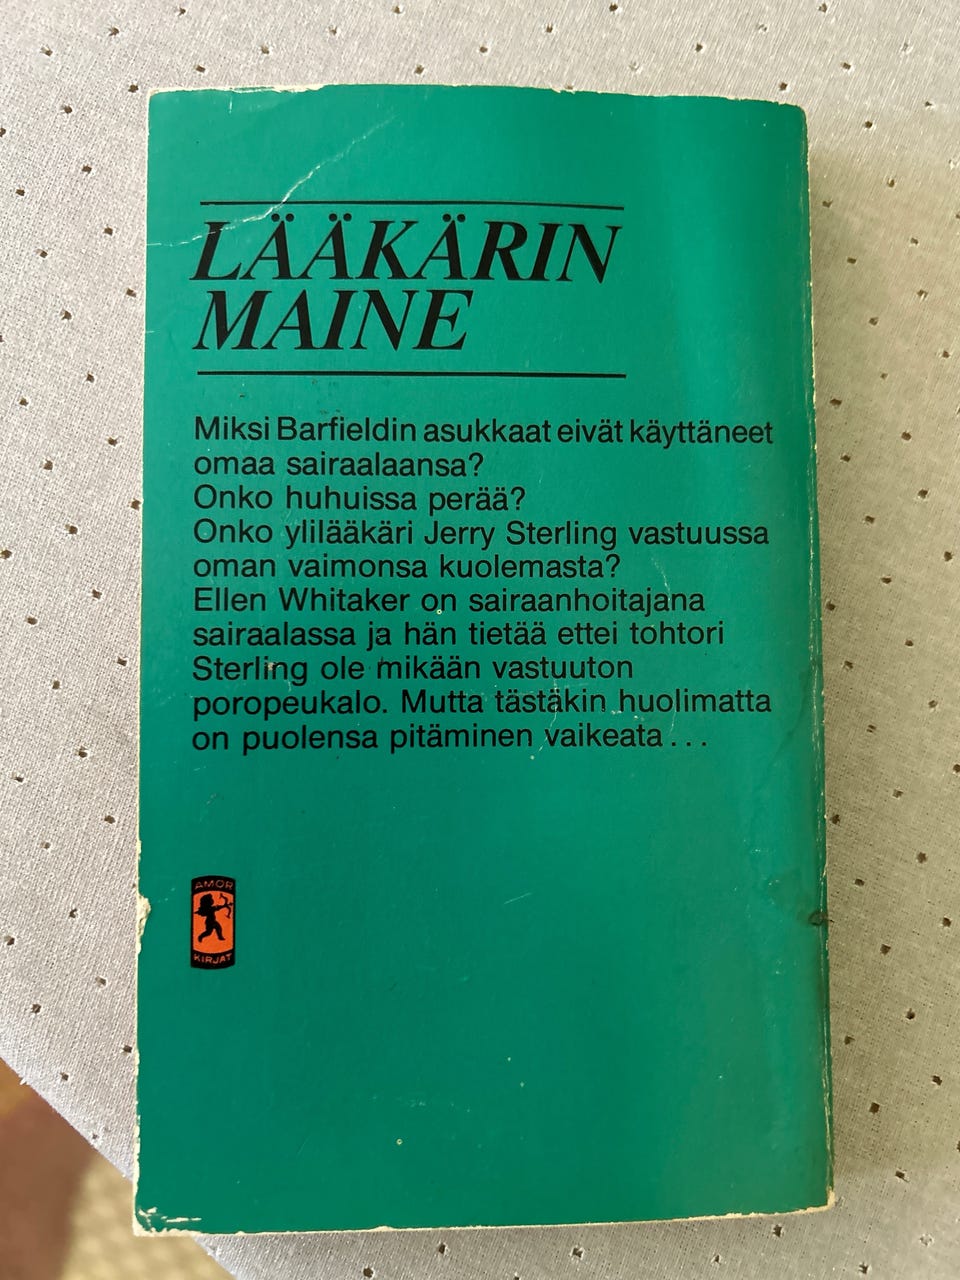 LÄÄKÄRIN
MAINE
Miksi Barfieldin asukkaat eivät käyttäneet
omaa sairaalaansa?
Onko huhuissa perää?
Onko ylilääkäri Jerry Sterling vastuussa
oman vaimonsa kuolemasta?
Ellen Whitaker on sairaanhoitajana
sairaalassa ja hän tietää ettei tohtori
Sterling ole mikään vastuuton
poropeukalo. Mutta tästäkin huolimatta
on puolensa pitäminen vaikeata...
AMOR
KIRJAT